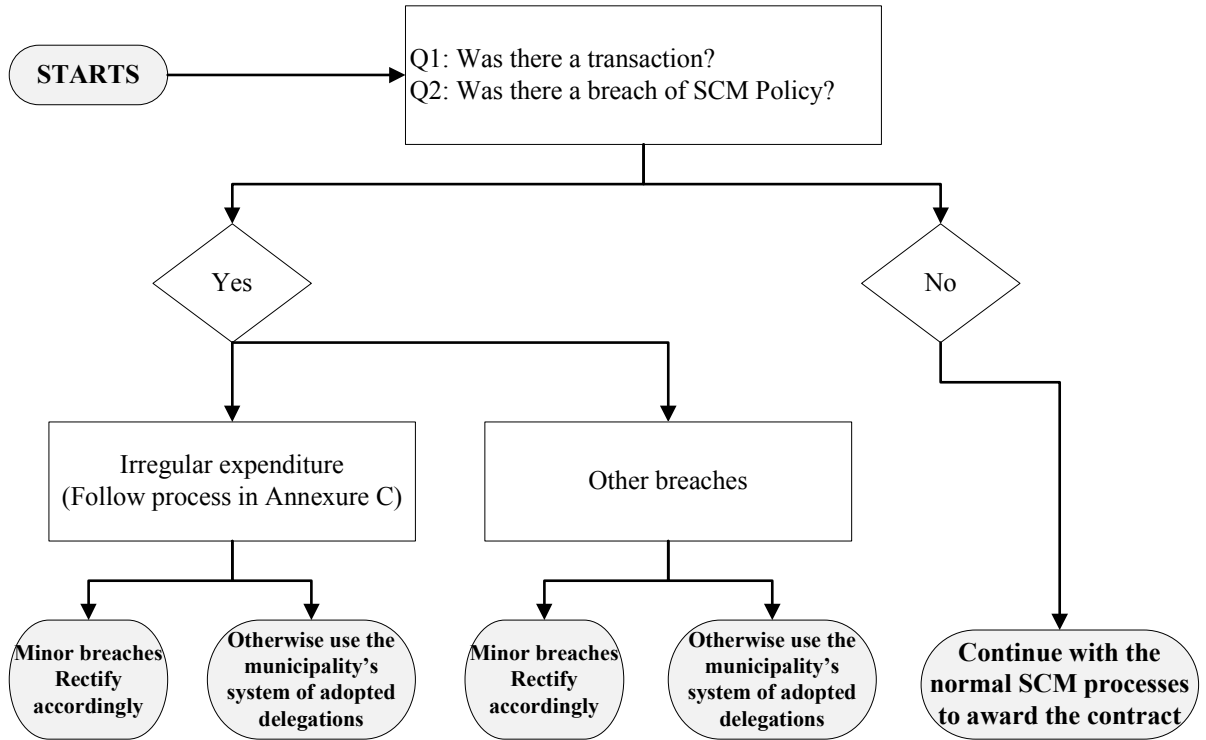 STARTS
Q1: Was there a transaction?
Q2: Was there a breach of SCM Policy?
Yes
No
Irregular expenditure
(Follow process in Annexure C)
Other breaches
Minor breaches
Rectify
accordingly
Otherwise use the
municipality’s
system of adopted
delegations
Minor breaches
Rectify
accordingly
Otherwise use the
municipality’s
system of adopted
delegations
Continue with the
normal SCM processes
to award the contract